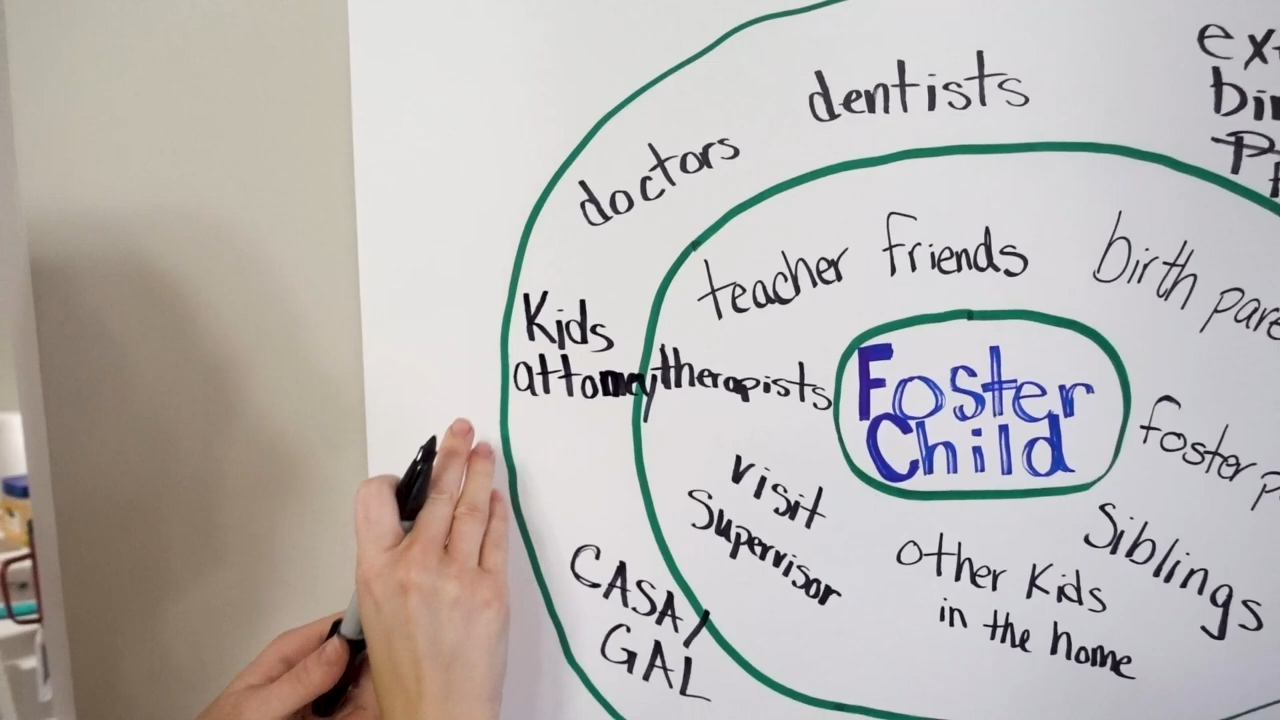 dentists
doctors
teacher friends
birth
Kids
attorney
therapists
Foster
Child
foster
visit
Supervisor
Siblings
other Kids
in the home
CASA/
GAL